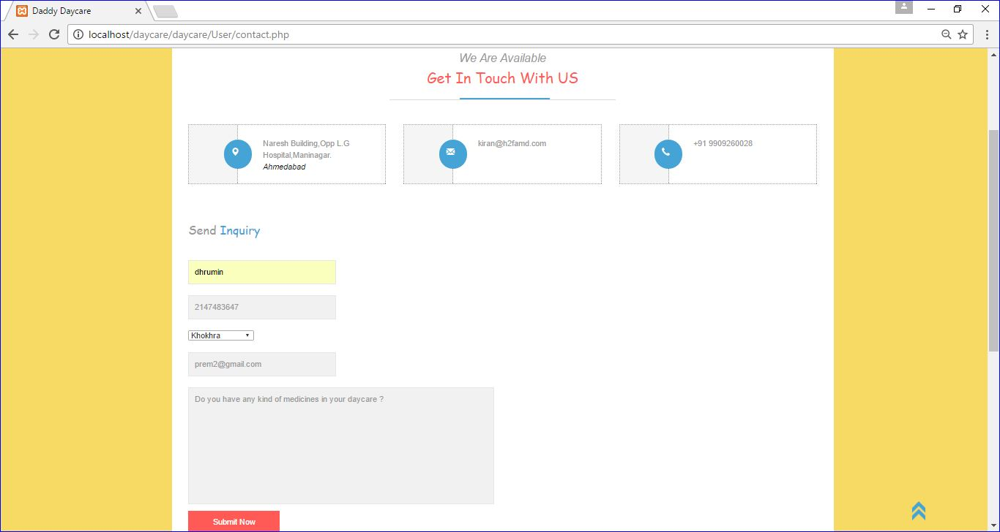 Daddy Daycare
localhost/daycare/daycare/User/contact.php
We Are Available
Get In Touch With US
Naresh Building,Opp L.G
Hospital,Maninagar.
Ahmedabad
kiran@h2famd.com
+91 9909260028
Send Inquiry
dhrumin
2147483647
Khokhra
prem2@gmail.com
Do you have any kind of medicines in your daycare ?
Submit Now